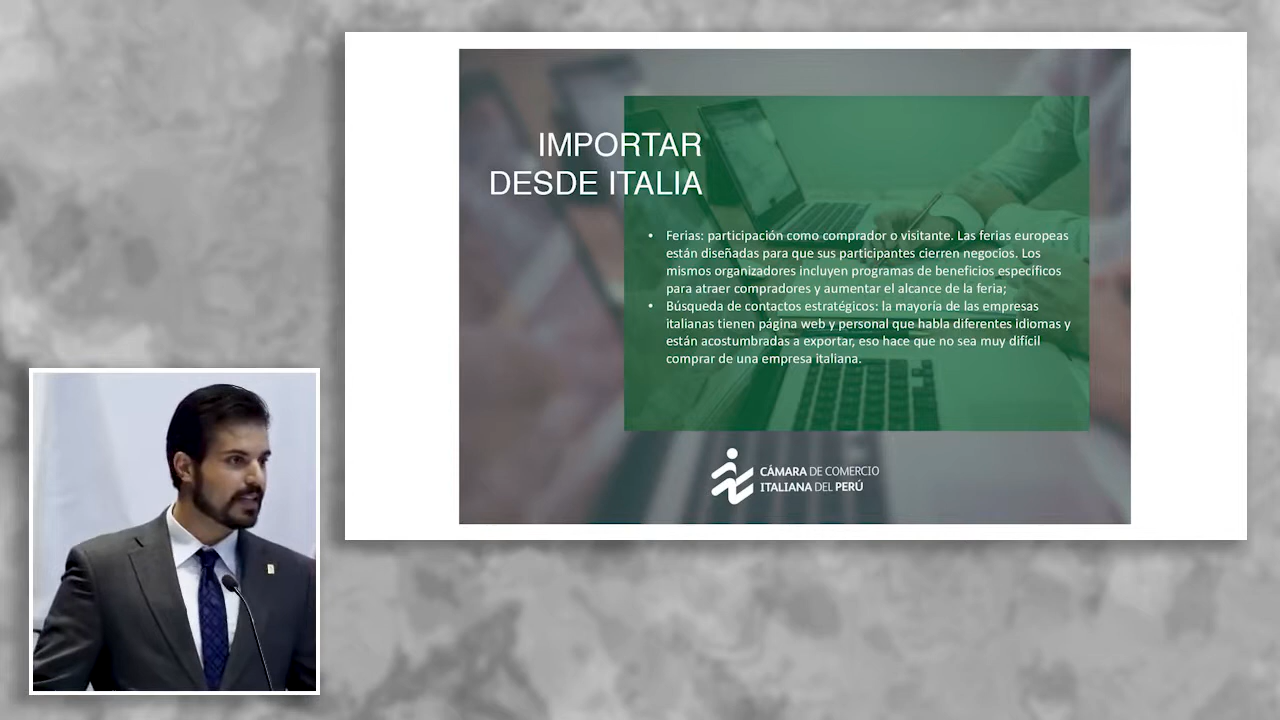 IMPORTAR
DESDE ITALIA
• Ferias: participación como comprador o visitante. Las ferias europeas
están diseñadas para que sus participantes cierren negocios. Los
mismos organizadores incluyen programas de beneficios específicos
para atraer compradores y aumentar el alcance de la feria;
• Búsqueda de contactos estratégicos: la mayoría de las empresas
italianas tienen página web y personal que habla diferentes idiomas y
están acostumbradas a exportar, eso hace que no sea muy difícil
comprar de una empresa italiana.
CÁMARA DE COMERCIO
ITALIANA DEL PERÚ